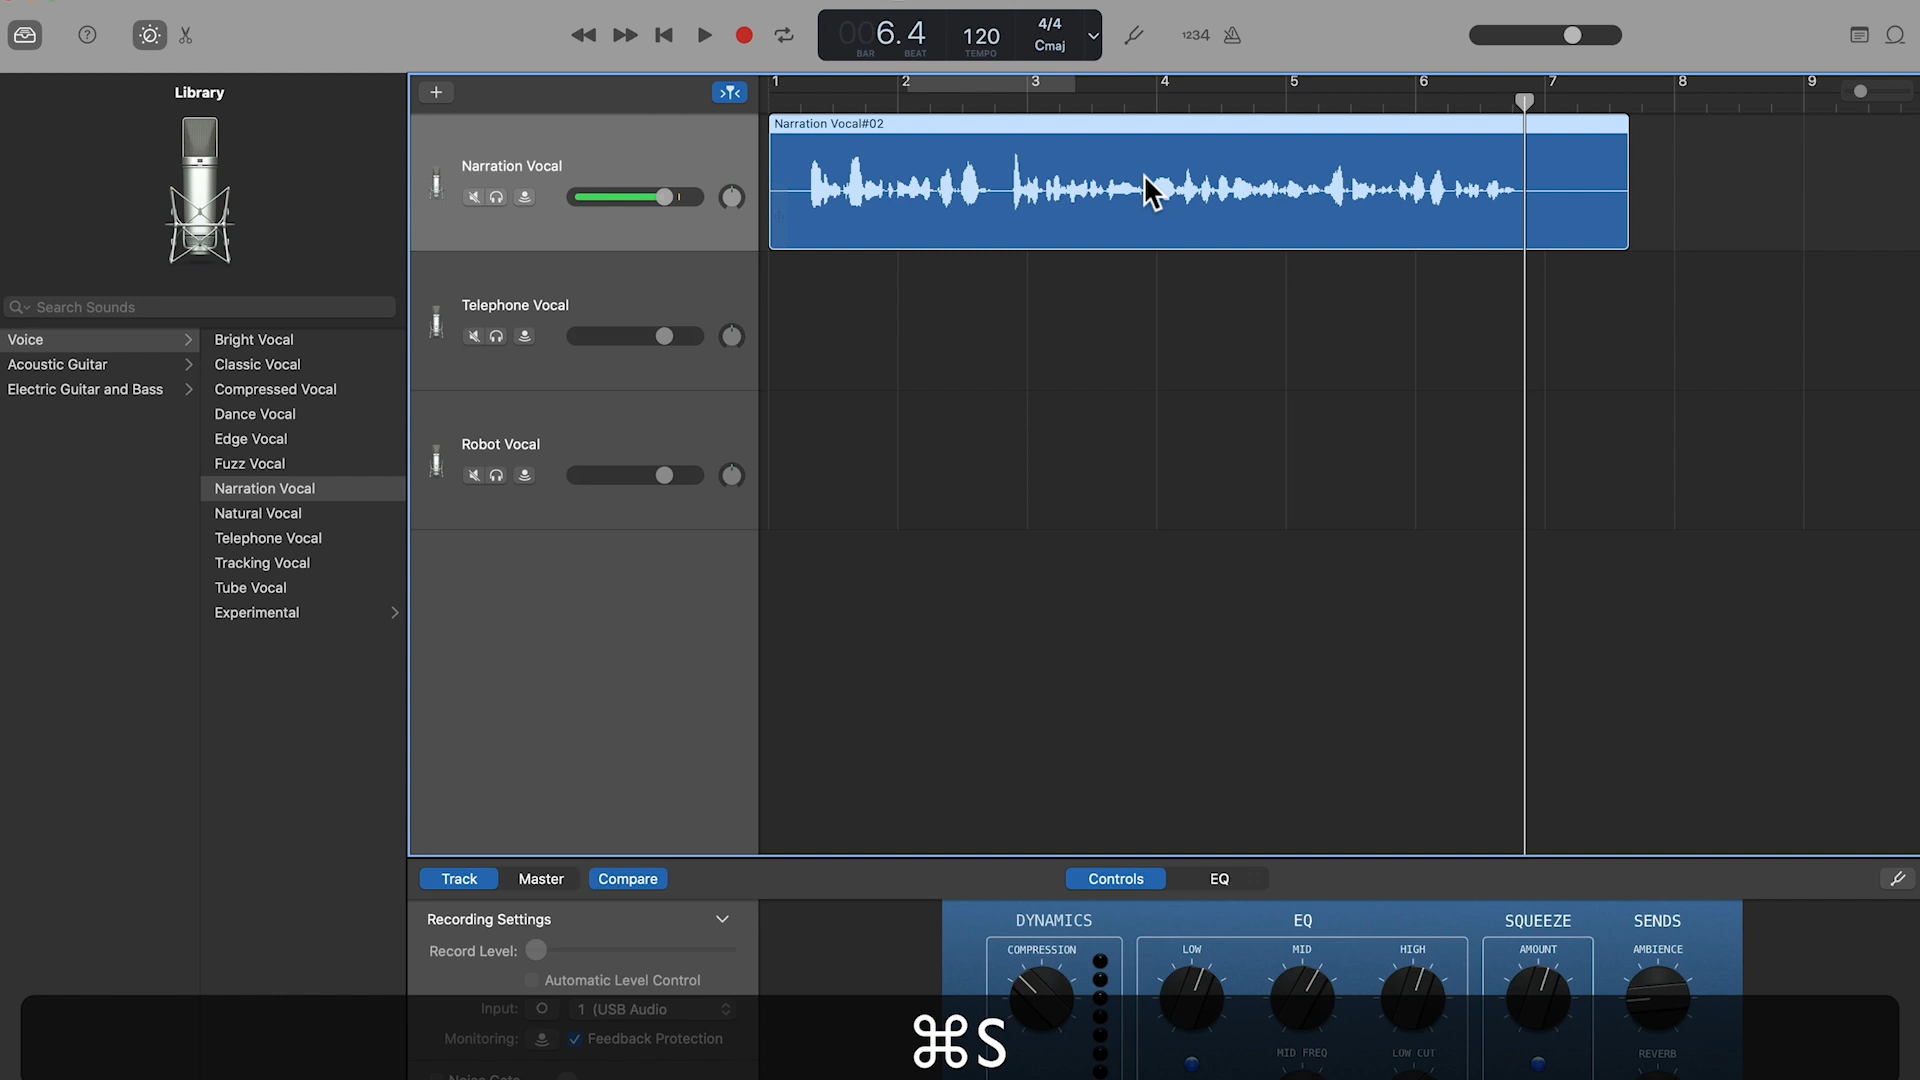 006.4
BAR
BEAT
120
TEMPO
4/4
Cmaj
1234
Library
Search Sounds
Voice
Acoustic Guitar
Electric Guitar and Bass
Bright Vocal
Classic Vocal
Compressed Vocal
Dance Vocal
Edge Vocal
Fuzz Vocal
Narration Vocal
Natural Vocal
Telephone Vocal
Tracking Vocal
Tube Vocal
Experimental
1 2 3 4 5 6 7 8 9
Narration Vocal#02
Narration Vocal
Telephone Vocal
Robot Vocal
Track Master Compare
Controls EQ
Recording Settings
Record Level:
Automatic Level Control
Input: 1 (USB Audio
Monitoring: Feedback Protection
DYNAMICS EQ SQUEEZE SENDS
COMPRESSION LOW MID HIGH AMOUNT AMBIENCE
MID FREQ LOW CUT REVERB
⌘S